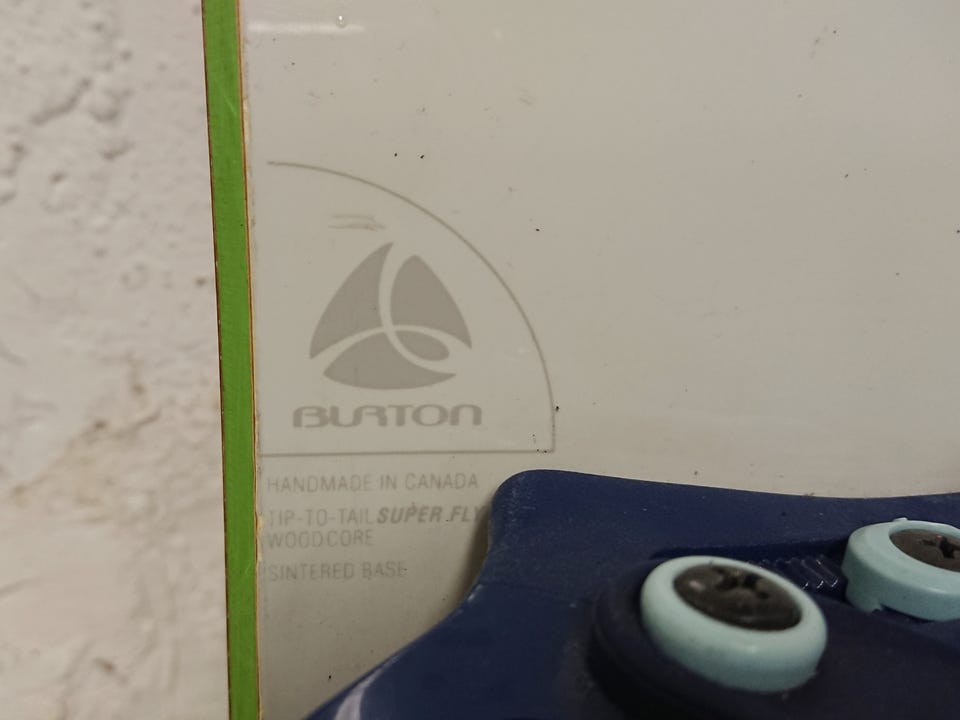 BURTON
HANDMADE IN CANADA
TIP-TO-TAIL SUPER FLY
WOODCORE
SINTERED BASE